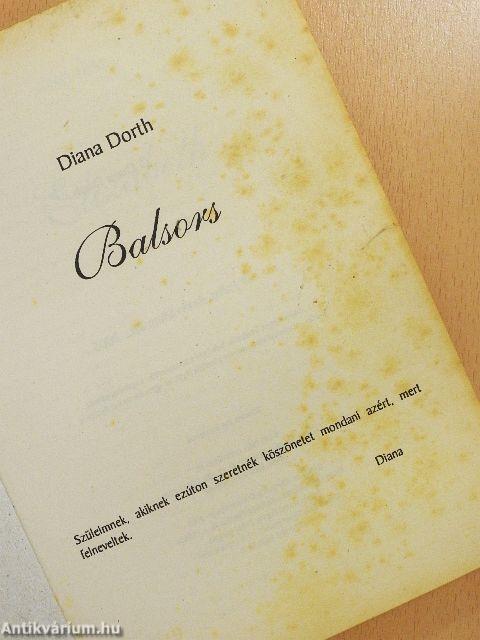 Diana Dorth
Balsors
Szüleimnek, akiknek ezúton szeretnék köszönetet mondani azért, mert
felneveltek.
Diana
Antikvárium.hu